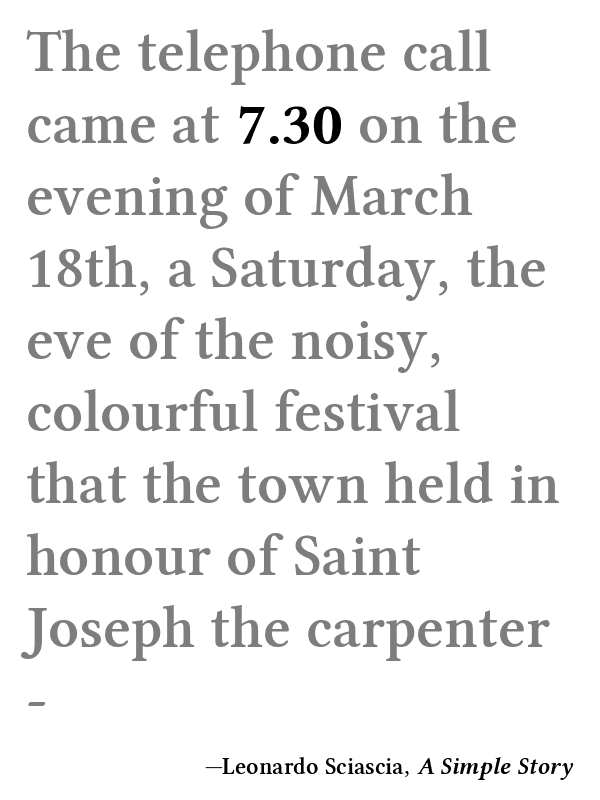 The telephone call
came at 7.30 on the
evening of March
18th, a Saturday, the
eve of the noisy,
colourful festival
that the town held in
honour of Saint
Joseph the carpenter
-
—Leonardo Sciascia, A Simple Story